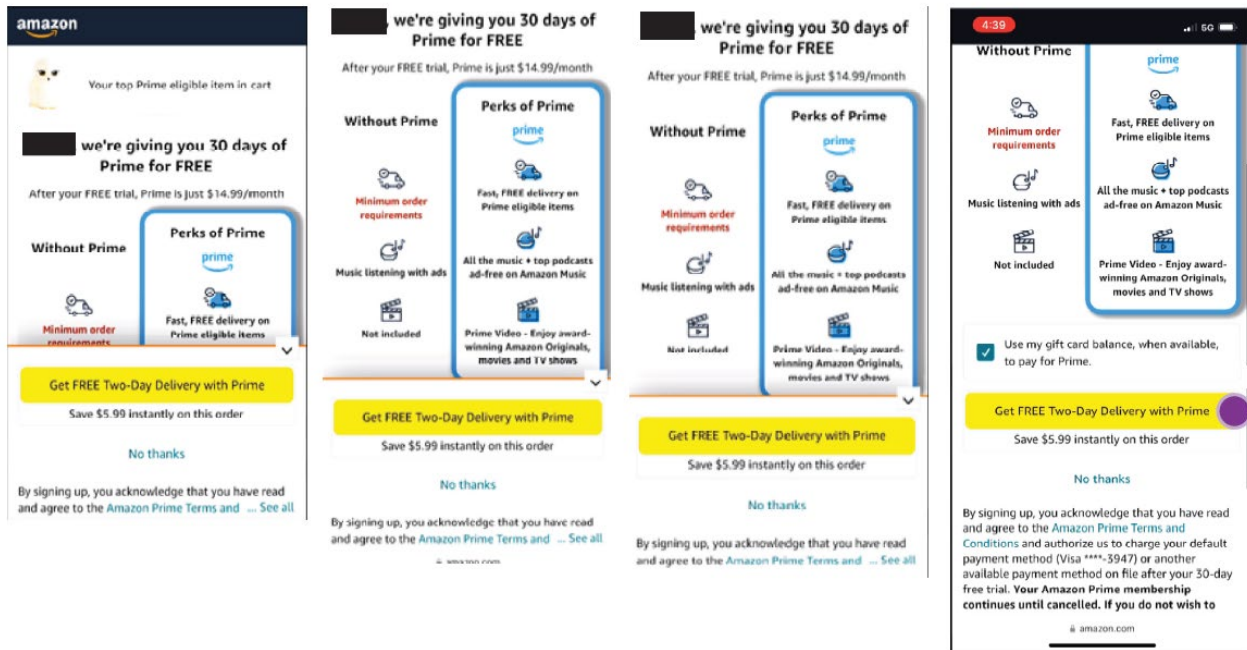 amazon
Your top Prime eligible item in cart
we're giving you 30 days of
Prime for FREE
After your FREE trial, Prime is just $14.99/month
Without Prime
Perks of Prime
prime
Minimum order
requirements
Fast, FREE delivery on
Prime eligible items
Get FREE Two-Day Delivery with Prime
Save $5.99 instantly on this order
No thanks
By signing up, you acknowledge that you have read
and agree to the Amazon Prime Terms and ... See all
, we're giving you 30 days of
Prime for FREE
After your FREE trial, Prime is just $14.99/month
Without Prime
Perks of Prime
prime
Minimum order
requirements
Fast, FREE delivery on
Prime eligible items
Music listening with ads
All the music + top podcasts
ad-free on Amazon Music
Not included
Prime Video - Enjoy award-
winning Amazon Originals,
movies and TV shows
Get FREE Two-Day Delivery with Prime
Save $5.99 instantly on this order
No thanks
By signing up, you acknowledge that you have read
and agree to the Amazon Prime Terms and ... See all
amazon.com
we're giving you 30 days of
Prime for FREE
After your FREE trial, Prime is just $14.99/month
Without Prime
Perks of Prime
prime
Minimum order
requirements
Fast, FREE delivery on
Prime eligible items
Music listening with ads
All the music + top podcasts
ad-free on Amazon Music
Not included
Prime Video - Enjoy award-
winning Amazon Originals,
movies and TV shows
Get FREE Two-Day Delivery with Prime
Save $5.99 instantly on this order
No thanks
By signing up, you acknowledge that you have read
and agree to the Amazon Prime Terms and ... See all
4:39
5G
Without Prime
prime
Minimum order
requirements
Fast, FREE delivery on
Prime eligible items
Music listening with ads
All the music + top podcasts
ad-free on Amazon Music
Not included
Prime Video - Enjoy award-
winning Amazon Originals,
movies and TV shows
Use my gift card balance, when available,
to pay for Prime.
Get FREE Two-Day Delivery with Prime
Save $5.99 instantly on this order
No thanks
By signing up, you acknowledge that you have read
and agree to the Amazon Prime Terms and
Conditions and authorize us to charge your default
payment method (Visa ****-3947) or another
available payment method on file after your 30-day
free trial. Your Amazon Prime membership
continues until cancelled. If you do not wish to
amazon.com